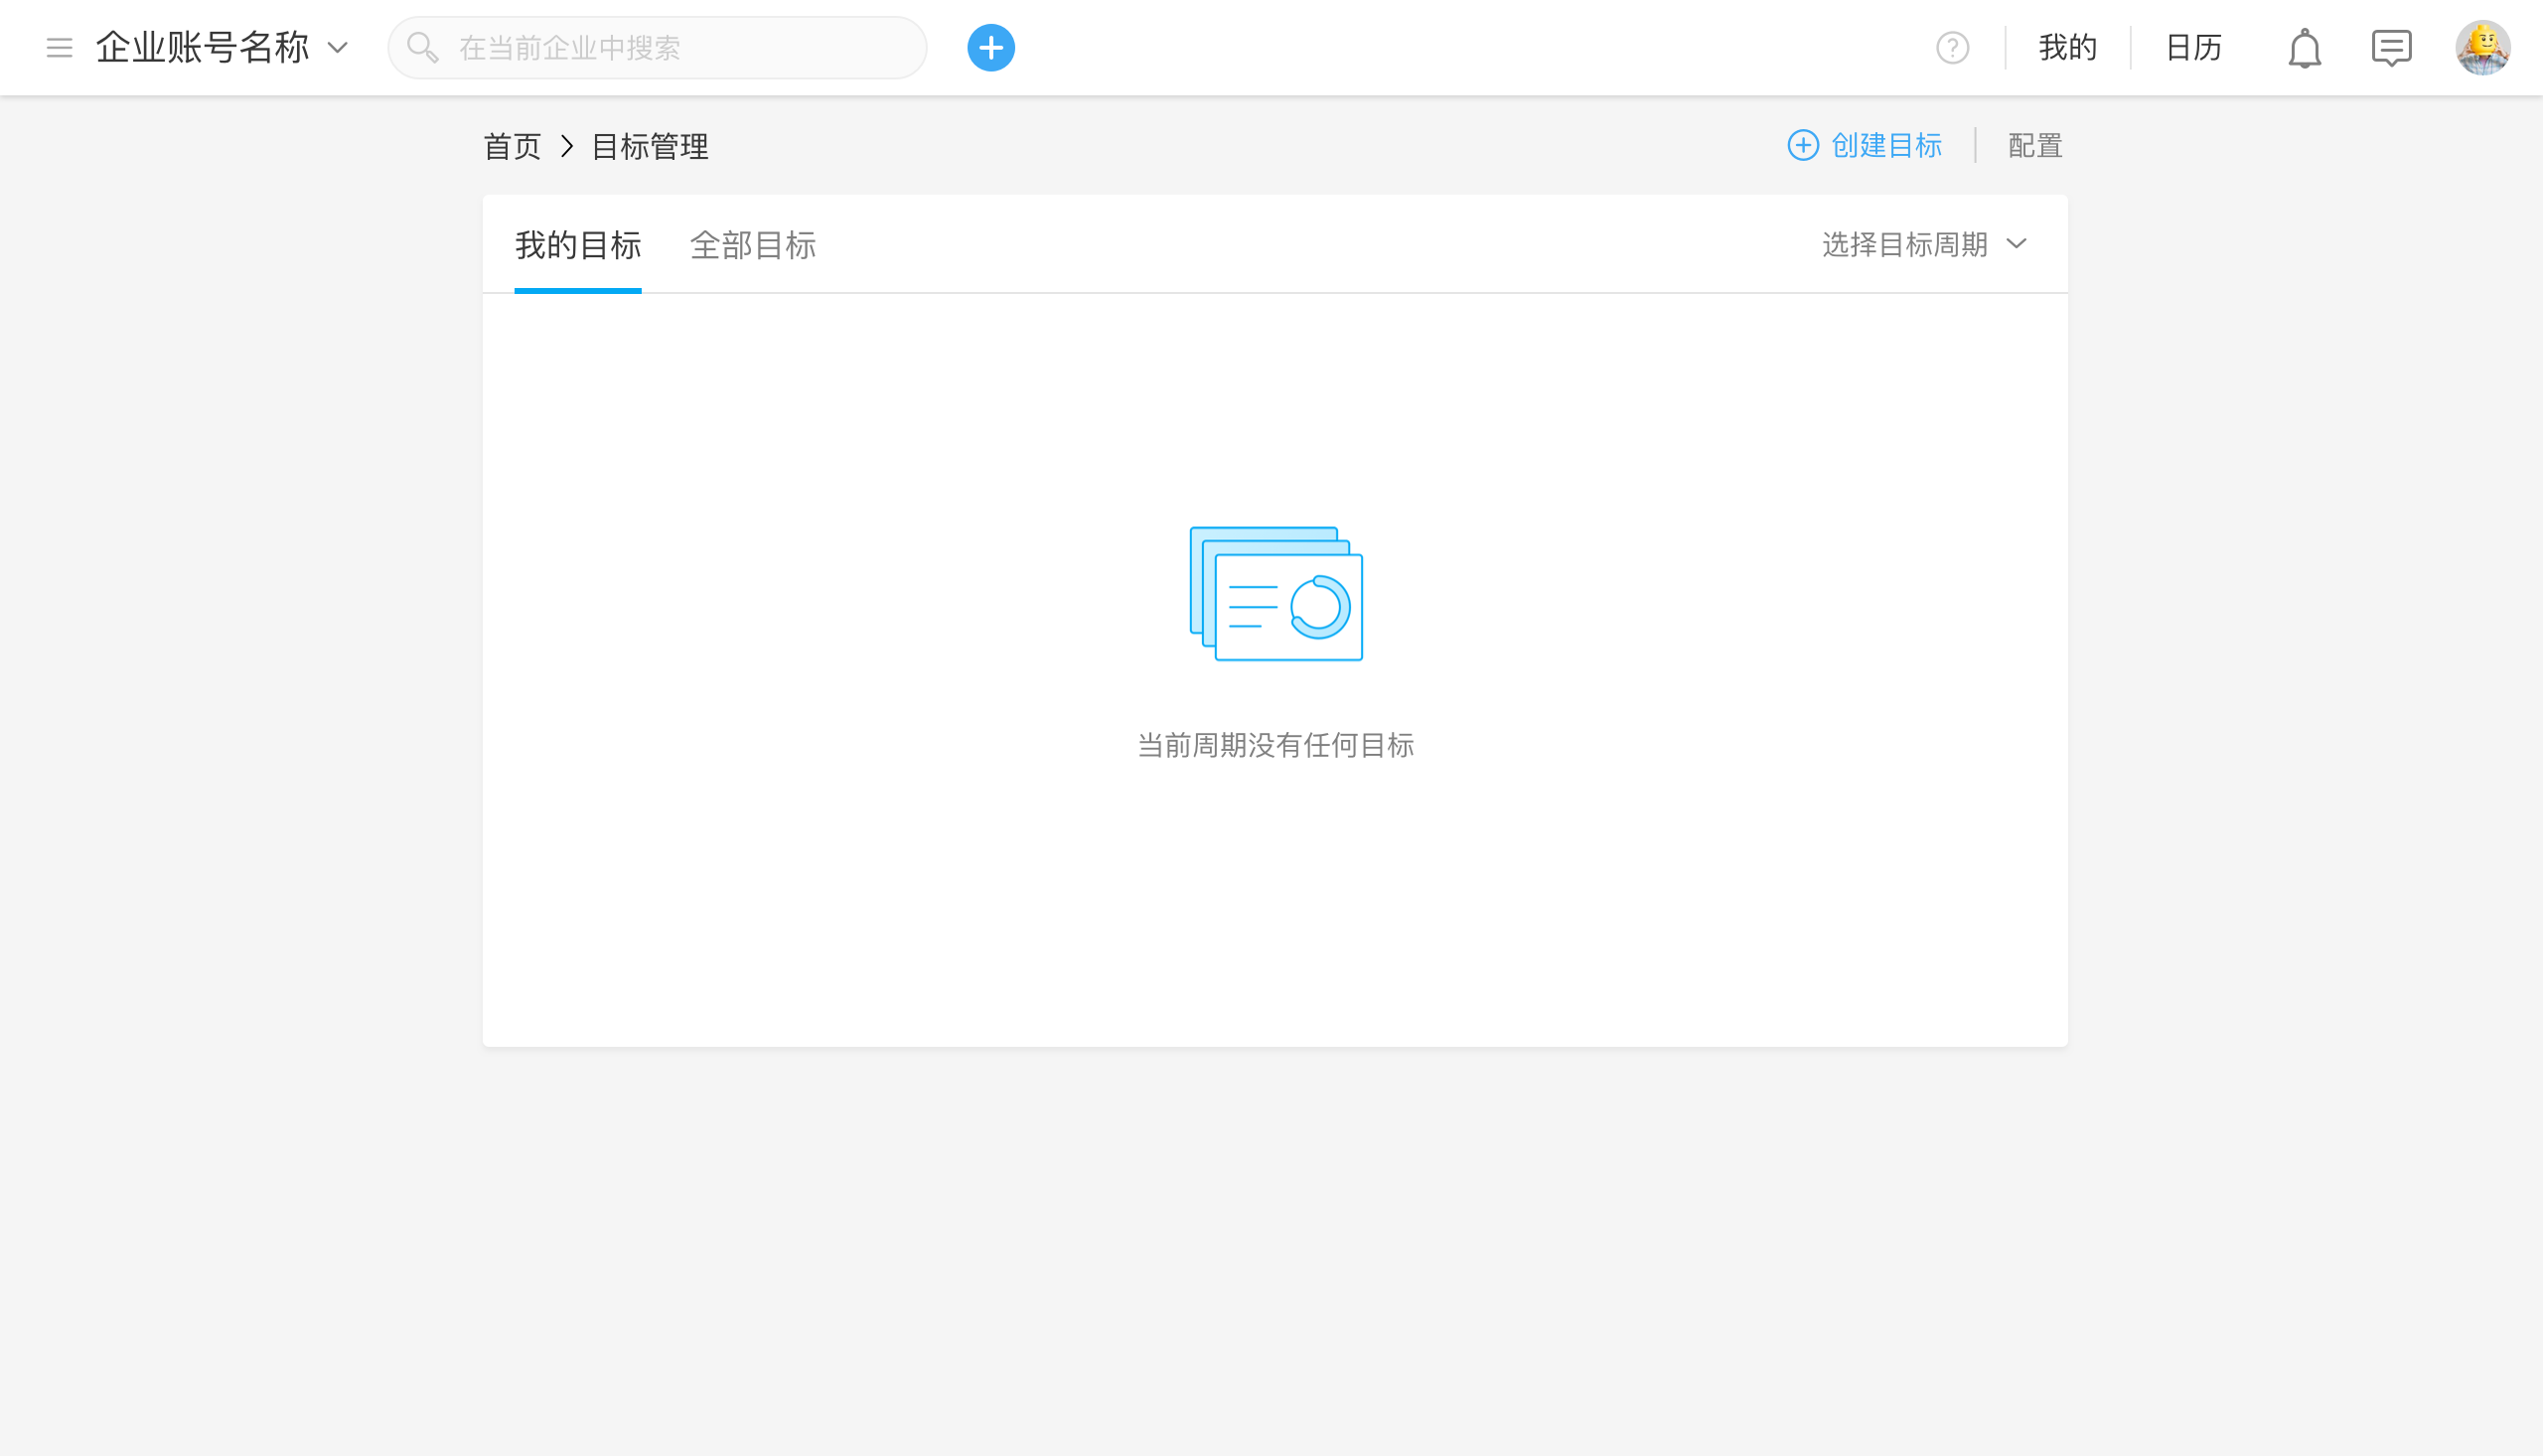 企业账号名称
在当前企业中搜索
我的
日历
首页 > 目标管理
创建目标
配置
我的目标
全部目标
选择目标周期
当前周期没有任何目标